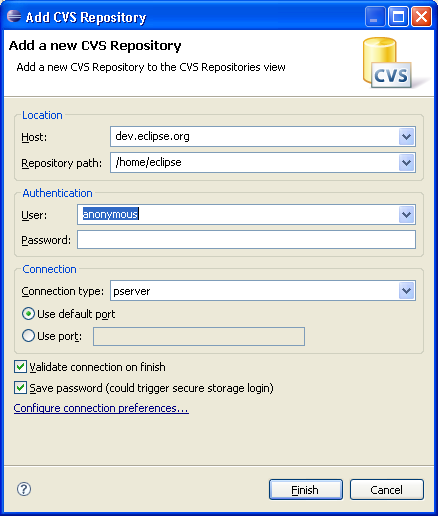 Add CVS Repository
Add a new CVS Repository
Add a new CVS Repository to the CVS Repositories view
CVS
Location
Host: dev.eclipse.org
Repository path: /home/eclipse
Authentication
User: anonymous
Password:
Connection
Connection type: pserver
Use default port
Use port:
Validate connection on finish
Save password (could trigger secure storage login)
Configure connection preferences...
? Finish Cancel